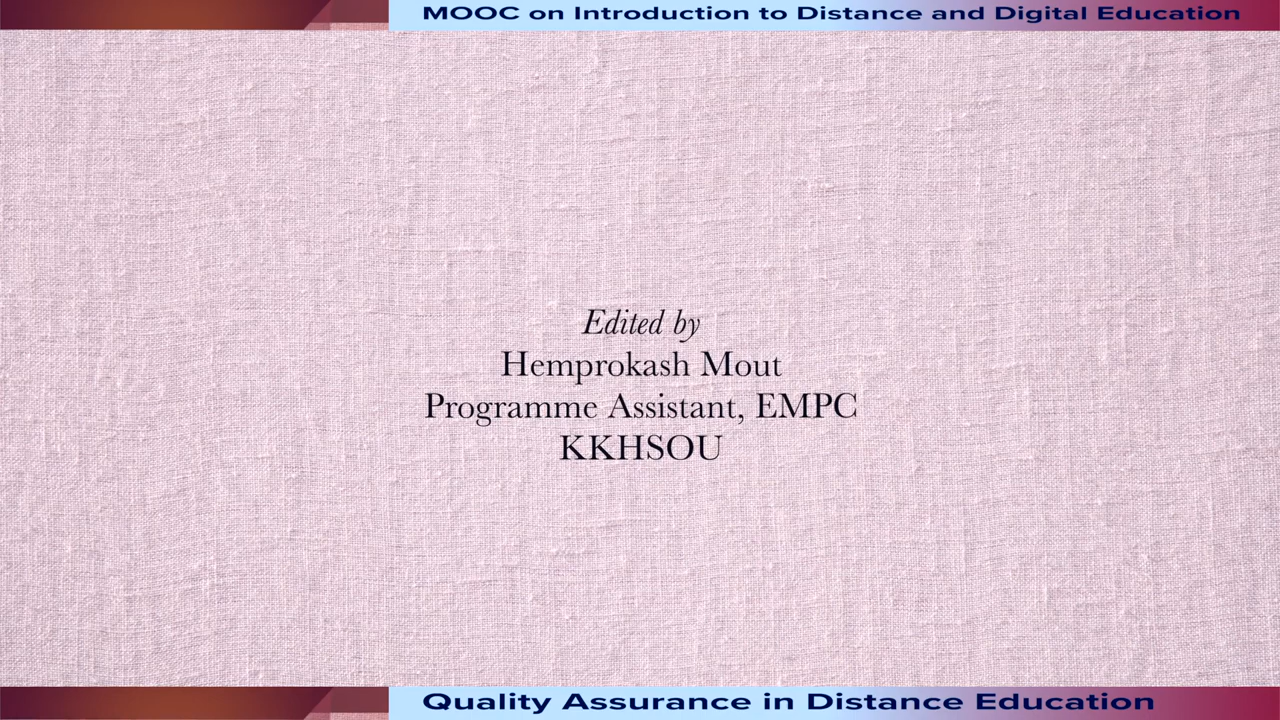 MOOC on Introduction to Distance and Digital Education
Edited by
Hemprokash Mout
Programme Assistant, EMPC
KKHSOU
Quality Assurance in Distance Education